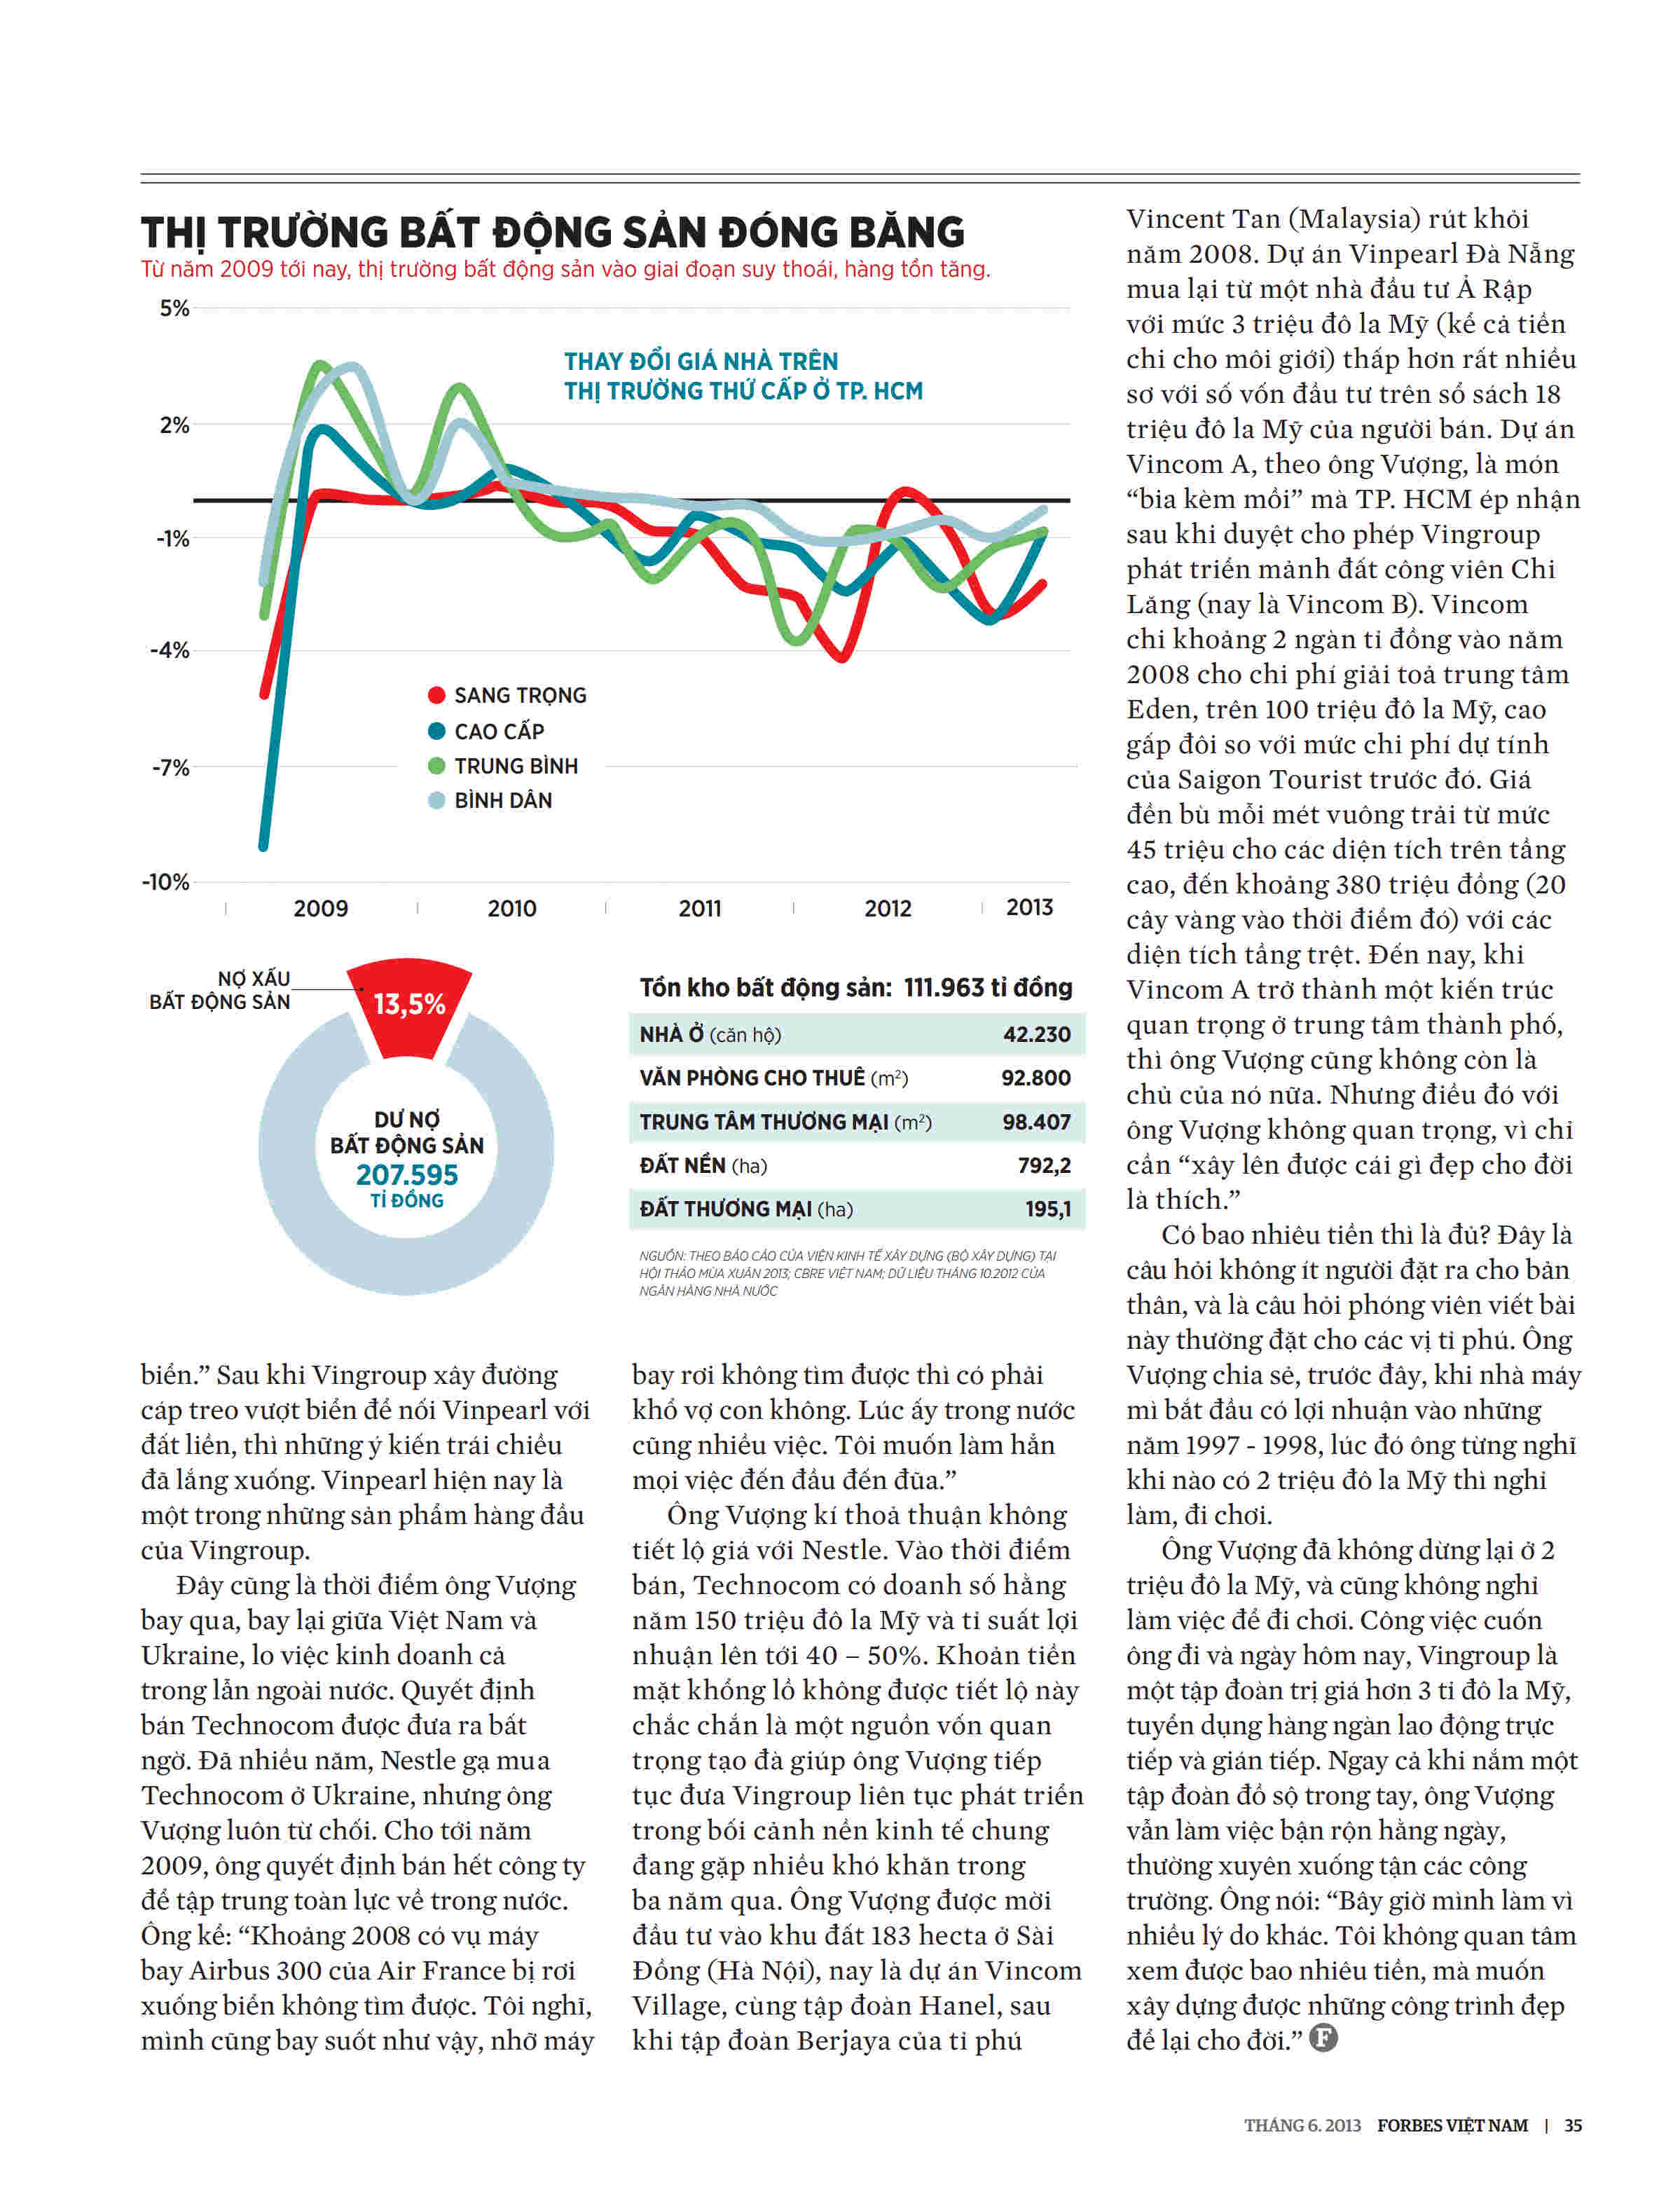 THỊ TRƯỜNG BẤT ĐỘNG SẢN ĐÓNG BĂNG
Từ năm 2009 tới nay, thị trường bất động sản vào giai đoạn suy thoái, hàng tồn tăng.
5%
2%
-1%
-4%
-7%
-10%
THAY ĐỔI GIÁ NHÀ TRÊN
THỊ TRƯỜNG THỨ CẤP Ở TP. HCM
SANG TRỌNG
CAO CẤP
TRUNG BÌNH
BÌNH DÂN
2009
2010
2011
2012
2013
NỢ XẤU
BẤT ĐỘNG SẢN
13,5%
DƯ NỢ
BẤT ĐỘNG SẢN
207.595
TỈ ĐỒNG
Tồn kho bất động sản: 111.963 tỉ đồng
NHÀ Ở (căn hộ) 42.230
VĂN PHÒNG CHO THUÊ (m²) 92.800
TRUNG TÂM THƯƠNG MẠI (m²) 98.407
ĐẤT NỀN (ha) 792,2
ĐẤT THƯƠNG MẠI (ha) 195,1
NGUỒN: THEO BÁO CÁO CỦA VIỆN KINH TẾ XÂY DỰNG (BỘ XÂY DỰNG) TẠI
HỘI THẢO MÙA XUÂN 2013; CBRE VIỆT NAM; DỮ LIỆU THÁNG 10.2012 CỦA
NGÂN HÀNG NHÀ NƯỚC
biển.” Sau khi Vingroup xây đường
cáp treo vượt biển để nối Vinpearl với
đất liền, thì những ý kiến trái chiều
đã lắng xuống. Vinpearl hiện nay là
một trong những sản phẩm hàng đầu
của Vingroup.
Đây cũng là thời điểm ông Vượng
bay qua, bay lại giữa Việt Nam và
Ukraine, lo việc kinh doanh cả
trong lẫn ngoài nước. Quyết định
bán Technocom được đưa ra bất
ngờ. Đã nhiều năm, Nestle gạ mua
Technocom ở Ukraine, nhưng ông
Vượng luôn từ chối. Cho tới năm
2009, ông quyết định bán hết công ty
để tập trung toàn lực về trong nước.
Ông kể: “Khoảng 2008 có vụ máy
bay Airbus 300 của Air France bị rơi
xuống biển không tìm được. Tôi nghĩ,
mình cũng bay suốt như vậy, nhỡ máy
bay rơi không tìm được thì có phải
khổ vợ con không. Lúc ấy trong nước
cũng nhiều việc. Tôi muốn làm hẳn
mọi việc đến đầu đến đũa.”
Ông Vượng kí thoả thuận không
tiết lộ giá với Nestle. Vào thời điểm
bán, Technocom có doanh số hằng
năm 150 triệu đô la Mỹ và tỉ suất lợi
nhuận lên tới 40 – 50%. Khoản tiền
mặt khổng lồ không được tiết lộ này
chắc chắn là một nguồn vốn quan
trọng tạo đà giúp ông Vượng tiếp
tục đưa Vingroup liên tục phát triển
trong bối cảnh nền kinh tế chung
đang gặp nhiều khó khăn trong
ba năm qua. Ông Vượng được mời
đầu tư vào khu đất 183 hecta ở Sài
Đồng (Hà Nội), nay là dự án Vincom
Village, cùng tập đoàn Hanel, sau
khi tập đoàn Berjaya của tỉ phú
Vincent Tan (Malaysia) rút khỏi
năm 2008. Dự án Vinpearl Đà Nẵng
mua lại từ một nhà đầu tư Ả Rập
với mức 3 triệu đô la Mỹ (kể cả tiền
chi cho môi giới) thấp hơn rất nhiều
sơ với số vốn đầu tư trên sổ sách 18
triệu đô la Mỹ của người bán. Dự án
Vincom A, theo ông Vượng, là món
“bia kèm mồi” mà TP. HCM ép nhận
sau khi duyệt cho phép Vingroup
phát triển mảnh đất công viên Chi
Lăng (nay là Vincom B). Vincom
chi khoảng 2 ngàn tỉ đồng vào năm
2008 cho chi phí giải toả trung tâm
Eden, trên 100 triệu đô la Mỹ, cao
gấp đôi so với mức chi phí dự tính
của Saigon Tourist trước đó. Giá
đền bù mỗi mét vuông trải từ mức
45 triệu cho các diện tích trên tầng
cao, đến khoảng 380 triệu đồng (20
cây vàng vào thời điểm đó) với các
diện tích tầng trệt. Đến nay, khi
Vincom A trở thành một kiến trúc
quan trọng ở trung tâm thành phố,
thì ông Vượng cũng không còn là
chủ của nó nữa. Nhưng điều đó với
ông Vượng không quan trọng, vì chỉ
cần “xây lên được cái gì đẹp cho đời
là thích.”
Có bao nhiêu tiền thì là đủ? Đây là
câu hỏi không ít người đặt ra cho bản
thân, và là câu hỏi phóng viên viết bài
này thường đặt cho các vị tỉ phú. Ông
Vượng chia sẻ, trước đây, khi nhà máy
mì bắt đầu có lợi nhuận vào những
năm 1997 - 1998, lúc đó ông từng nghĩ
khi nào có 2 triệu đô la Mỹ thì nghỉ
làm, đi chơi.
Ông Vượng đã không dừng lại ở 2
triệu đô la Mỹ, và cũng không nghỉ
làm việc để đi chơi. Công việc cuốn
ông đi và ngày hôm nay, Vingroup là
một tập đoàn trị giá hơn 3 tỉ đô la Mỹ,
tuyển dụng hàng ngàn lao động trực
tiếp và gián tiếp. Ngay cả khi nắm một
tập đoàn đồ sộ trong tay, ông Vượng
vẫn làm việc bận rộn hằng ngày,
thường xuyên xuống tận các công
trường. Ông nói: “Bây giờ mình làm vì
nhiều lý do khác. Tôi không quan tâm
xem được bao nhiêu tiền, mà muốn
xây dựng được những công trình đẹp
để lại cho đời.” F
THÁNG 6. 2013 FORBES VIỆT NAM | 35